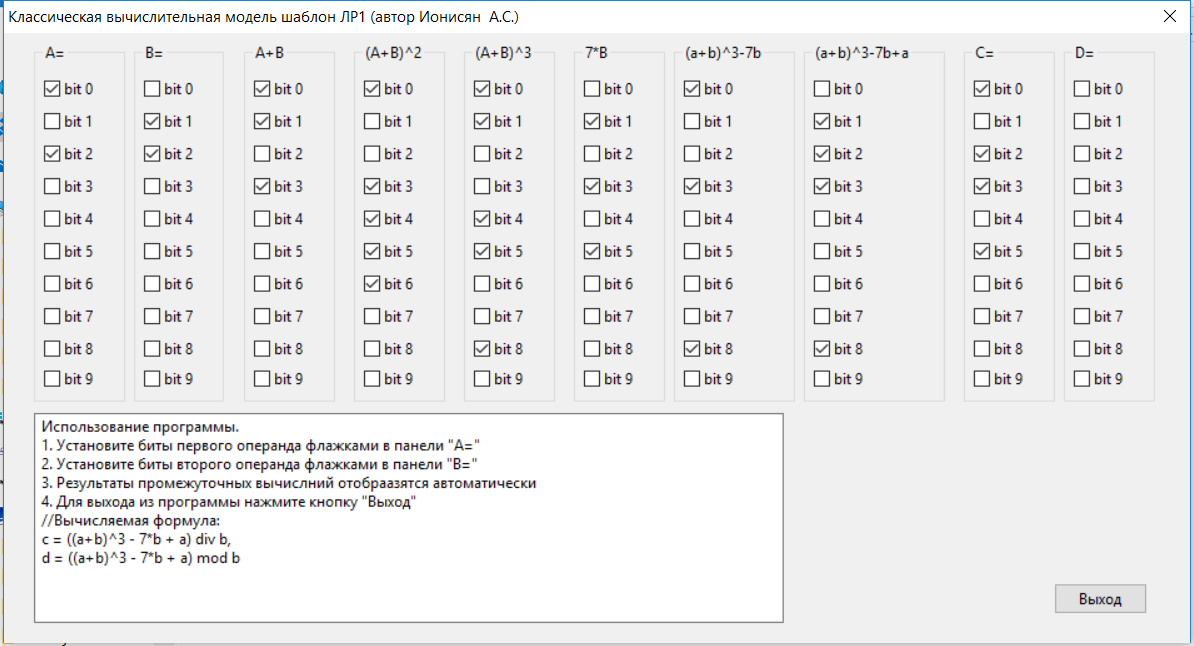 Классическая вычислительная модель шаблон ЛР1 (автор Ионисян А.С.)
A= B= A+B (A+B)^2 (A+B)^3 7*B (a+b)^3-7b (a+b)^3-7b+a C= D=
bit 0 bit 0 bit 0 bit 0 bit 0 bit 0 bit 0 bit 0 bit 0 bit 0
bit 1 bit 1 bit 1 bit 1 bit 1 bit 1 bit 1 bit 1 bit 1 bit 1
bit 2 bit 2 bit 2 bit 2 bit 2 bit 2 bit 2 bit 2 bit 2 bit 2
bit 3 bit 3 bit 3 bit 3 bit 3 bit 3 bit 3 bit 3 bit 3 bit 3
bit 4 bit 4 bit 4 bit 4 bit 4 bit 4 bit 4 bit 4 bit 4 bit 4
bit 5 bit 5 bit 5 bit 5 bit 5 bit 5 bit 5 bit 5 bit 5 bit 5
bit 6 bit 6 bit 6 bit 6 bit 6 bit 6 bit 6 bit 6 bit 6 bit 6
bit 7 bit 7 bit 7 bit 7 bit 7 bit 7 bit 7 bit 7 bit 7 bit 7
bit 8 bit 8 bit 8 bit 8 bit 8 bit 8 bit 8 bit 8 bit 8 bit 8
bit 9 bit 9 bit 9 bit 9 bit 9 bit 9 bit 9 bit 9 bit 9 bit 9
Использование программы.
1. Установите биты первого операнда флажками в панели "A="
2. Установите биты второго операнда флажками в панели "B="
3. Результаты промежуточных вычислний отобраазятся автоматически
4. Для выхода из программы нажмите кнопку "Выход"
//Вычисляемая формула:
c = ((a+b)^3 - 7*b + a) div b,
d = ((a+b)^3 - 7*b + a) mod b
Выход